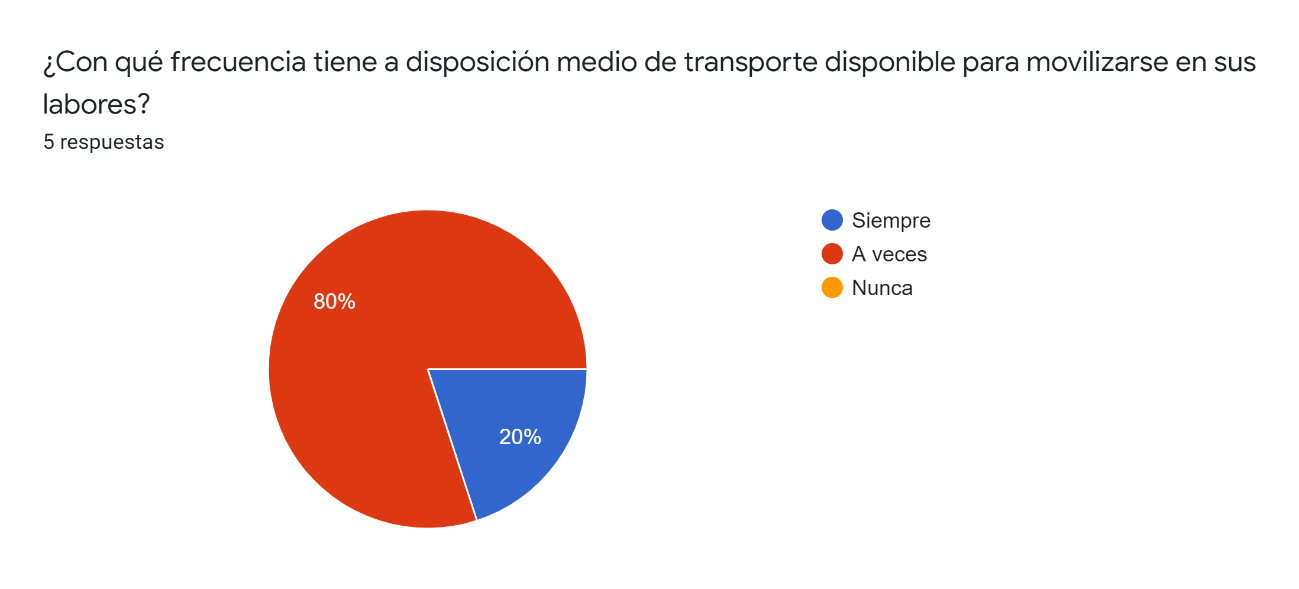 ¿Con qué frecuencia tiene a disposición medio de transporte disponible para movilizarse en sus
labores?
5 respuestas
Siempre
A veces
Nunca
80%
20%